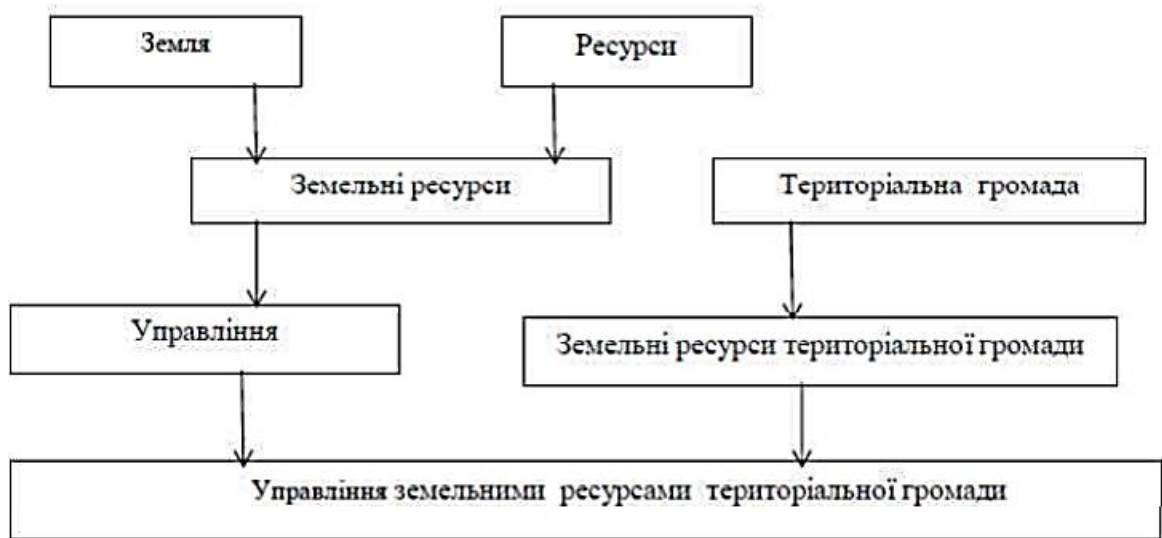 Земля
Ресурси
Земельні ресурси
Територіальна громада
Управління
Земельні ресурси територіальної громади
Управління земельними ресурсами територіальної громади